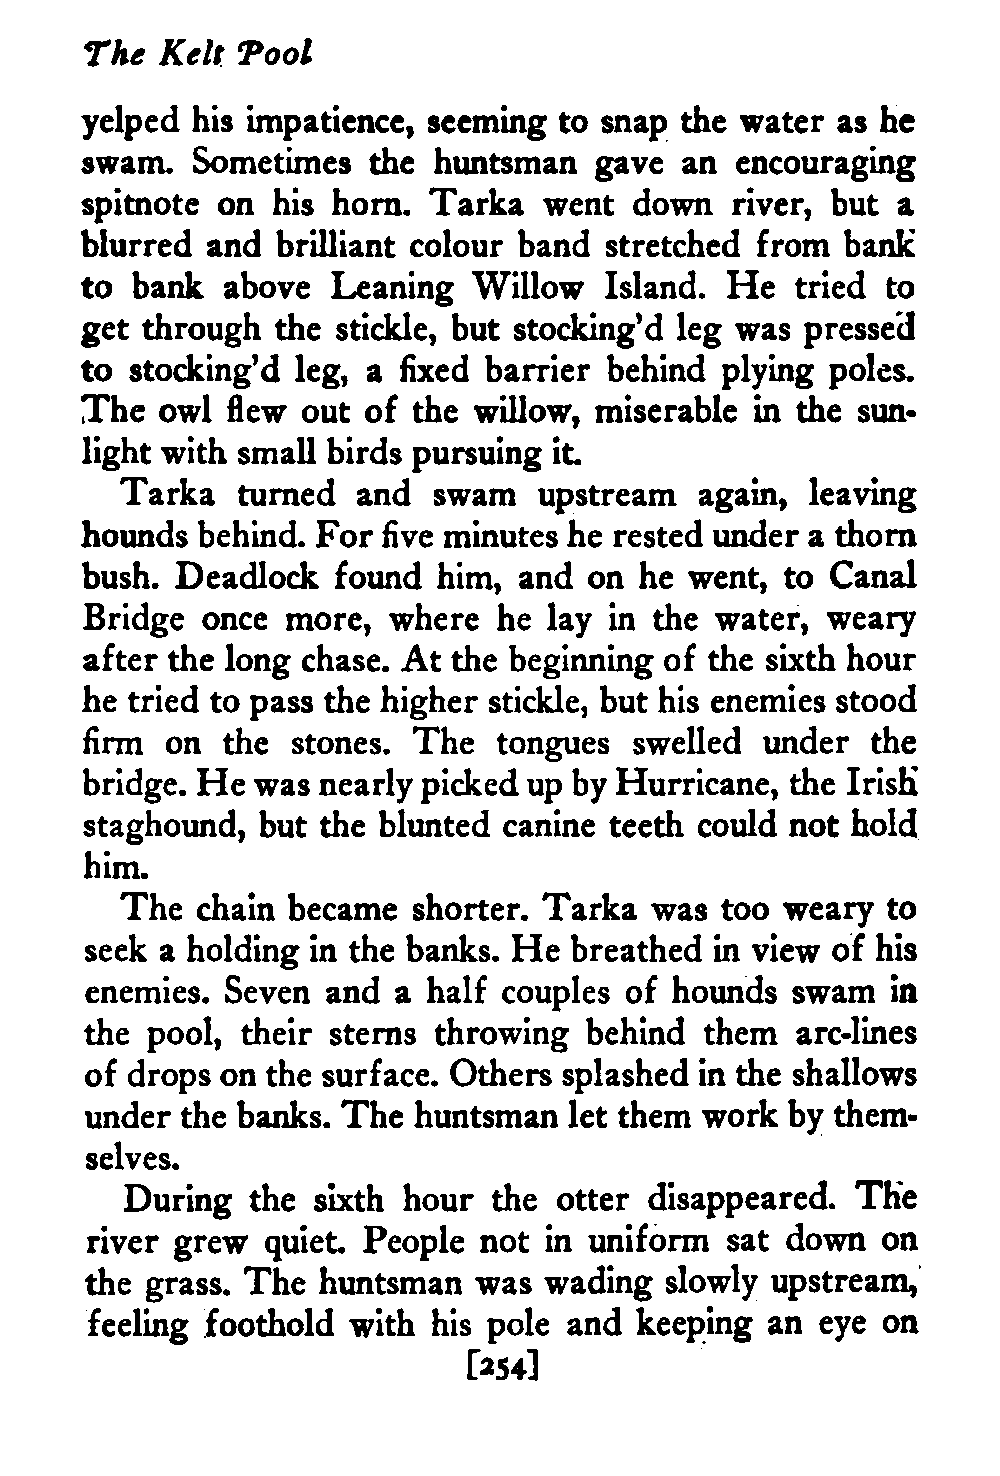 The Kelt Pool
yelped his impatience, seeming to snap the water as he
swam. Sometimes the huntsman gave an encouraging
spitnote on his horn. Tarka went down river, but a
blurred and brilliant colour band stretched from bank
to bank above Leaning Willow Island. He tried to
get through the stickle, but stocking'd leg was pressed
to stocking'd leg, a fixed barrier behind plying poles.
The owl flew out of the willow, miserable in the sun-
light with small birds pursuing it.
Tarka turned and swam upstream again, leaving
hounds behind. For five minutes he rested under a thorn
bush. Deadlock found him, and on he went, to Canal
Bridge once more, where he lay in the water, weary
after the long chase. At the beginning of the sixth hour
he tried to pass the higher stickle, but his enemies stood
firm on the stones. The tongues swelled under the
bridge. He was nearly picked up by Hurricane, the Irish
staghound, but the blunted canine teeth could not hold
him.
The chain became shorter. Tarka was too weary to
seek a holding in the banks. He breathed in view of his
enemies. Seven and a half couples of hounds swam in
the pool, their sterns throwing behind them arc-lines
of drops on the surface. Others splashed in the shallows
under the banks. The huntsman let them work by them-
selves.
During the sixth hour the otter disappeared. The
river grew quiet. People not in uniform sat down on
the grass. The huntsman was wading slowly upstream,
feeling foothold with his pole and keeping an eye on
[254]